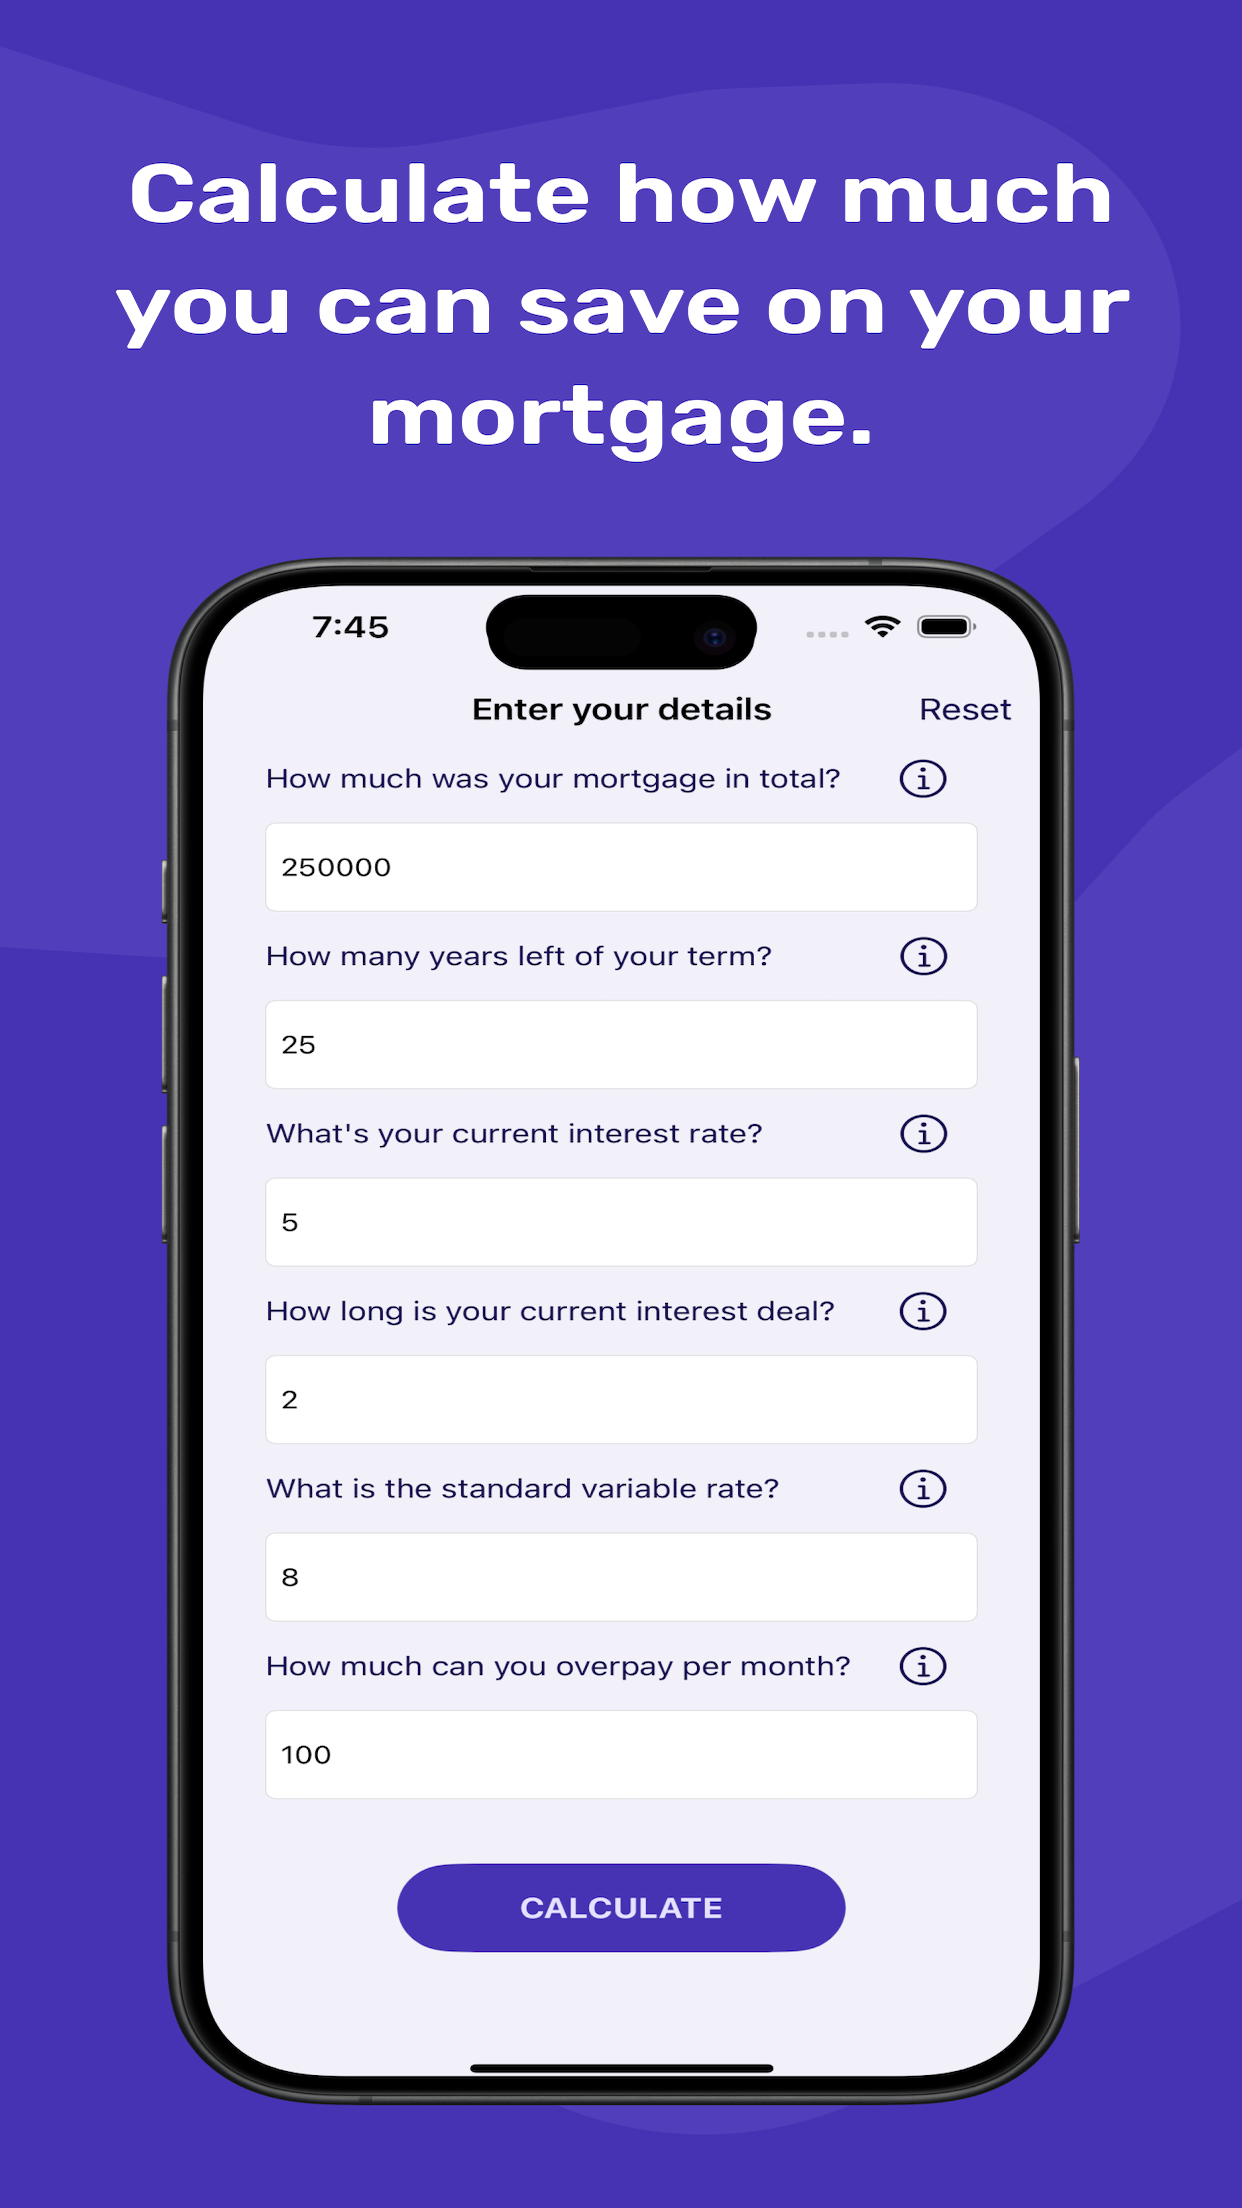 Calculate how much
you can save on your
mortgage.
7:45
Enter your details
Reset
How much was your mortgage in total?
250000
How many years left of your term?
25
What's your current interest rate?
5
How long is your current interest deal?
2
What is the standard variable rate?
8
How much can you overpay per month?
100
CALCULATE